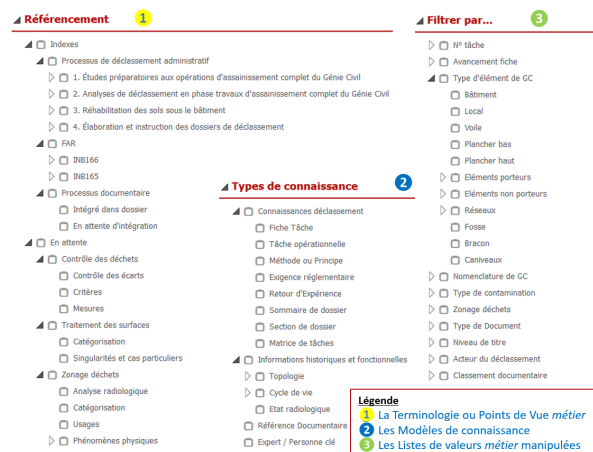 Référencement
1
Indexes
Processus de déclassement administratif
1. Études préparatoires aux opérations d'assainissement complet du Génie Civil
2. Analyses de déclassement en phase travaux d'assainissement complet du Génie Civil
3. Réhabilitation des sols sous le bâtiment
4. Élaboration et instruction des dossiers de déclassement
FAR
INB166
INB165
Processus documentaire
Intégré dans dossier
En attente d'intégration
En attente
Contrôle des déchets
Contrôle des écarts
Critères
Mesures
Traitement des surfaces
Catégorisation
Singularités et cas particuliers
Zonage déchets
Analyse radiologique
Catégorisation
Usages
Phénomènes physiques
2
Types de connaissance
Connaissances déclassement
Fiche Tâche
Tâche opérationnelle
Méthode ou Principe
Exigence réglementaire
Retour d'Expérience
Sommaire de dossier
Section de dossier
Matrice de tâches
Informations historiques et fonctionnelles
Topologie
Cycle de vie
Etat radiologique
Référence Documentaire
Expert / Personne clé
Filtrer par...
3
N° tâche
Avancement fiche
Type d'élément de GC
Bâtiment
Local
Voile
Plancher bas
Plancher haut
Eléments porteurs
Eléments non porteurs
Réseaux
Fosse
Bracon
Caniveaux
Nomenclature de GC
Type de contamination
Zonage déchets
Type de Document
Niveau de titre
Acteur du déclassement
Classement documentaire
Légende
1 La Terminologie ou Points de Vue métier
2 Les Modèles de connaissance
3 Les Listes de valeurs métier manipulées